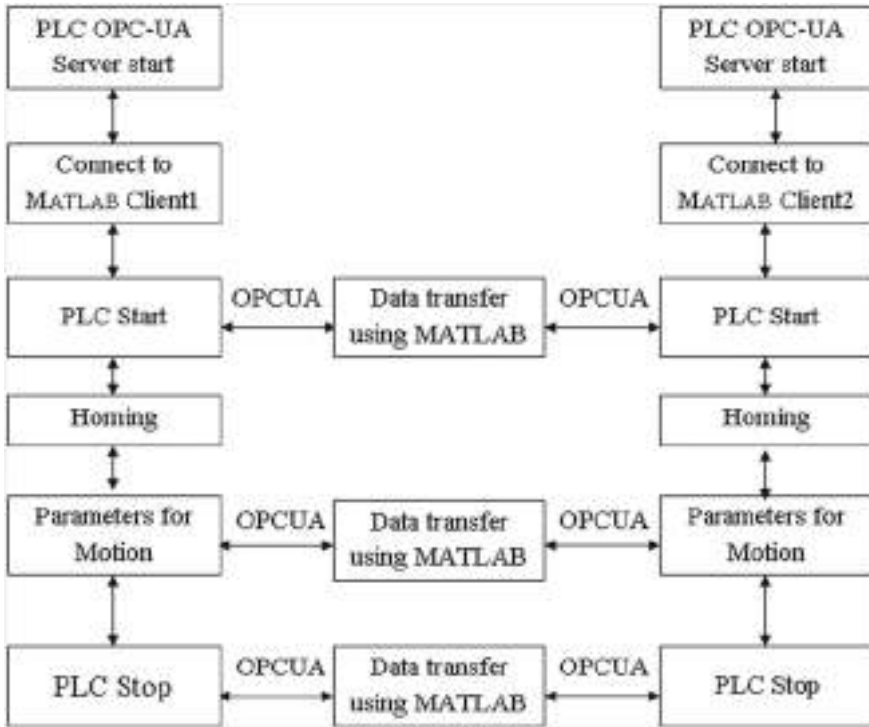 PLC OPC-UA
Server start
PLC OPC-UA
Server start
Connect to
MATLAB Client1
Connect to
MATLAB Client2
PLC Start
OPCUA
Data transfer
using MATLAB
OPCUA
PLC Start
Homing
Homing
Parameters for
Motion
OPCUA
Data transfer
using MATLAB
OPCUA
Parameters for
Motion
PLC Stop
OPCUA
Data transfer
using MATLAB
OPCUA
PLC Stop